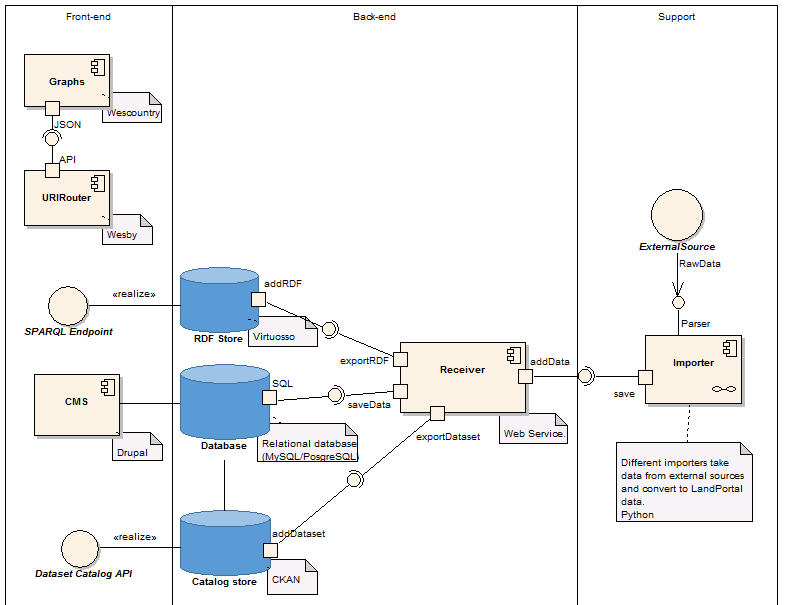 Front-end
Back-end
Support
Graphs
Wescountry
JSON
API
URIRouter
Wesby
ExternalSource
RawData
addRDF
«realize»
SPARQL Endpoint
RDF Store
Virtuosso
Parser
exportRDF
Receiver
addData
Importer
SQL
saveData
save
CMS
Database
Relational database
(MySQL/PosgreSQL)
exportDataset
Web Service.
Drupal
Different importers take
data from external sources
and convert to LandPortal
data.
Python
«realize»
addDataset
Dataset Catalog API
Catalog store
CKAN